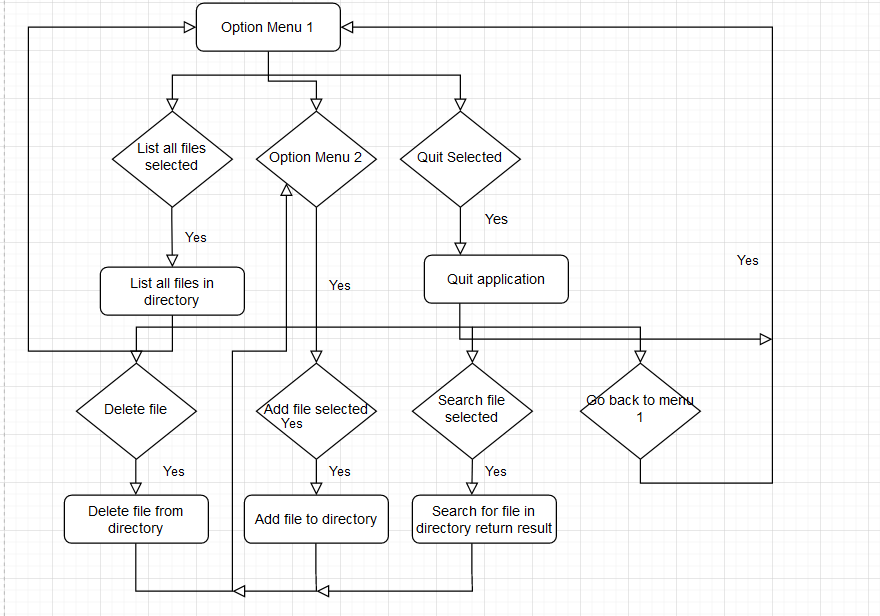 Option Menu 1
List all files
selected
Option Menu 2
Quit Selected
Yes
Yes
Yes
Yes
List all files in
directory
Quit application
Delete file
Add file selected
Yes
Search file
selected
Go back to menu
1
Yes
Yes
Yes
Delete file from
directory
Add file to directory
Search for file in
directory return result